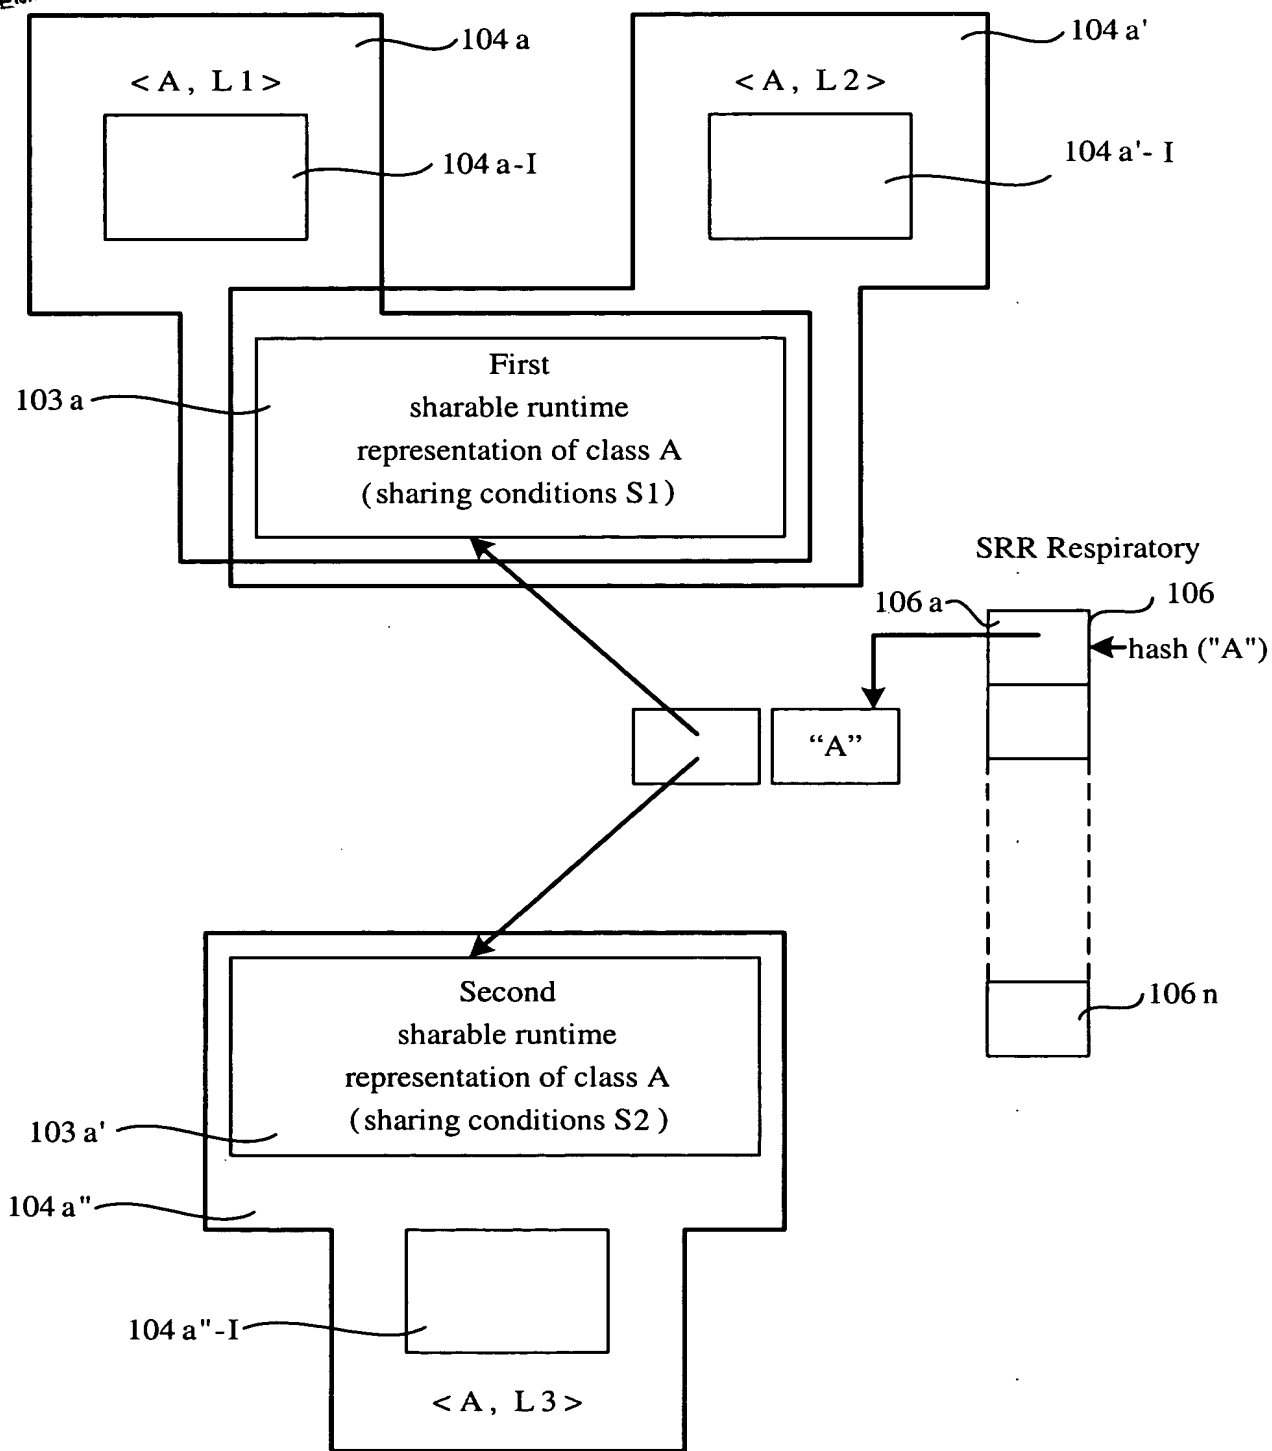 104 a
104 a'
< A, L1 >
< A, L2 >
104 a-I
104 a'- I
First
sharable runtime
representation of class A
(sharing conditions S1)
103 a
SRR Respiratory
106 a
106
hash ("A")
“A”
106 n
Second
sharable runtime
representation of class A
(sharing conditions S2 )
103 a'
104 a"
104 a"-I
< A, L3 >